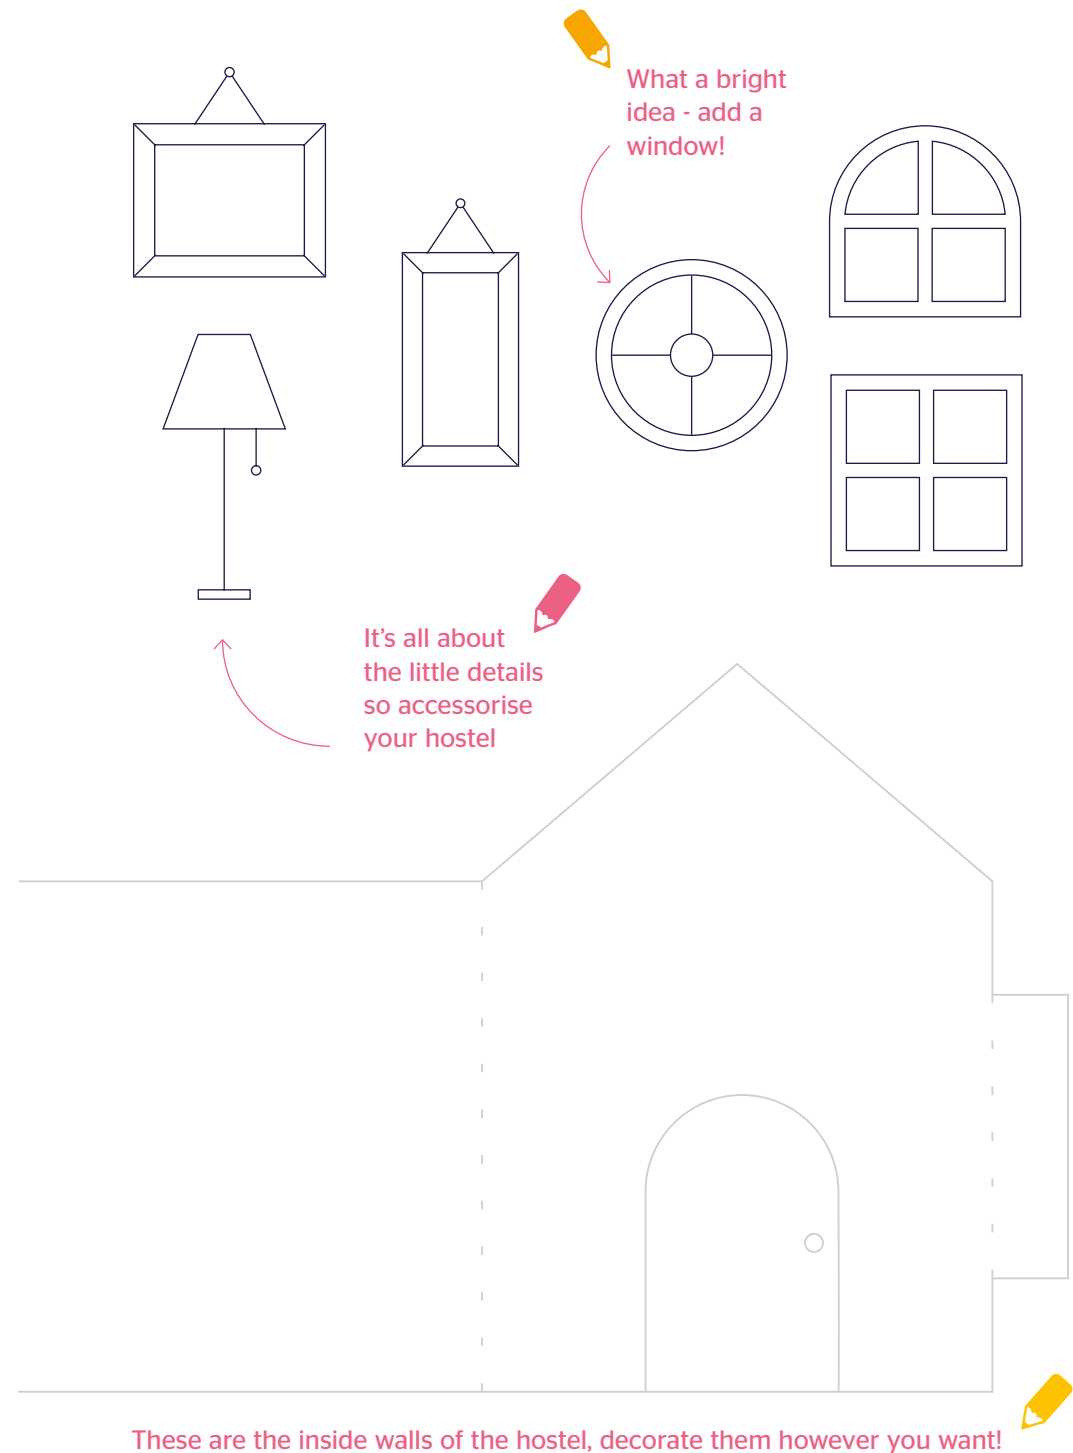 What a bright
idea - add a
window!
It’s all about
the little details
so accessorise
your hostel
These are the inside walls of the hostel, decorate them however you want!